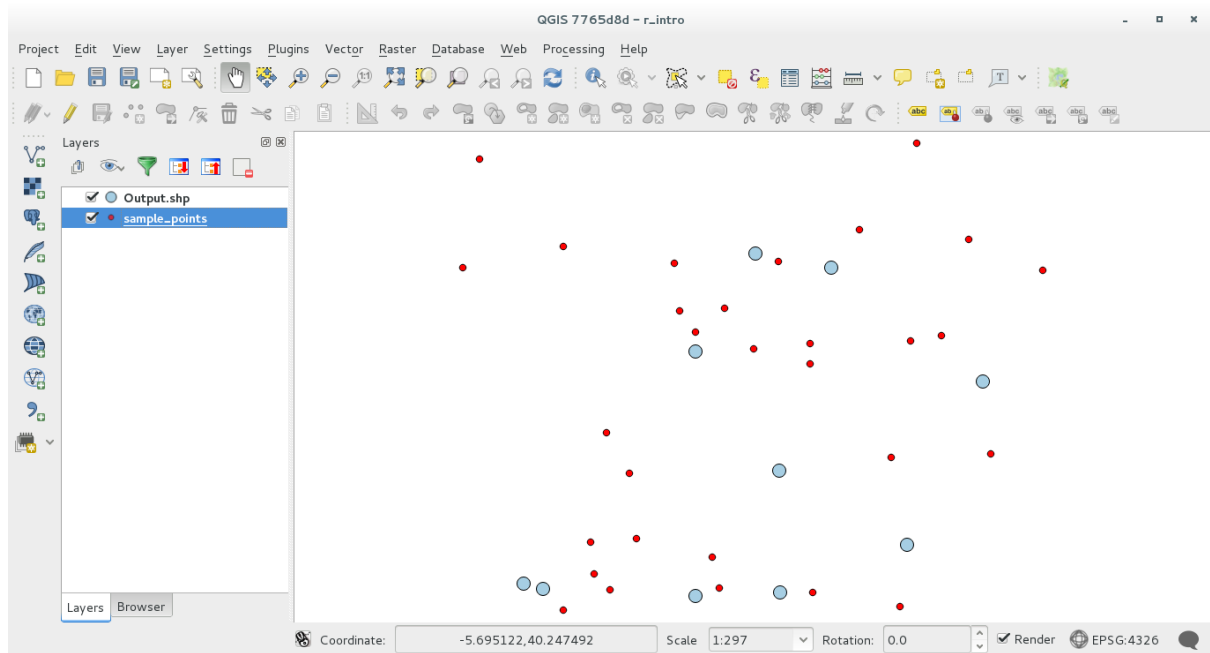 QGIS 7765d8d - r_intro
Project Edit View Layer Settings Plugins Vector Raster Database Web Processing Help
Layers
Output.shp
sample_points
Layers Browser
Coordinate: -5.695122,40.247492 Scale 1:297 Rotation: 0.0 Render EPSG:4326